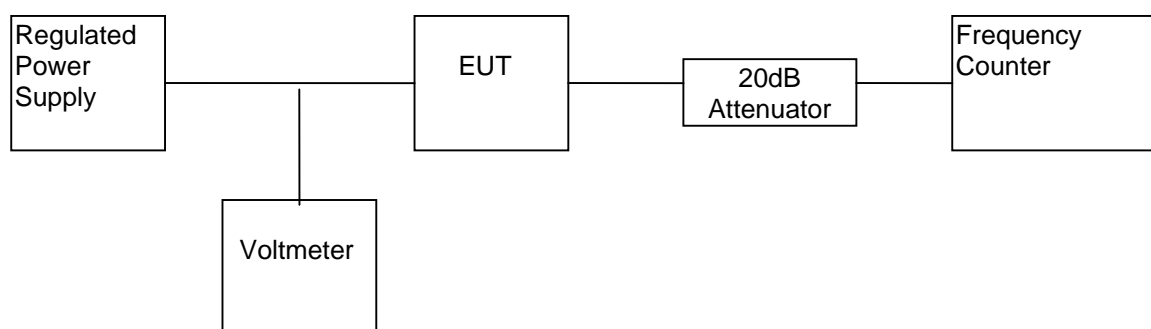 Regulated
Power
Supply
EUT
20dB
Attenuator
Frequency
Counter
Voltmeter